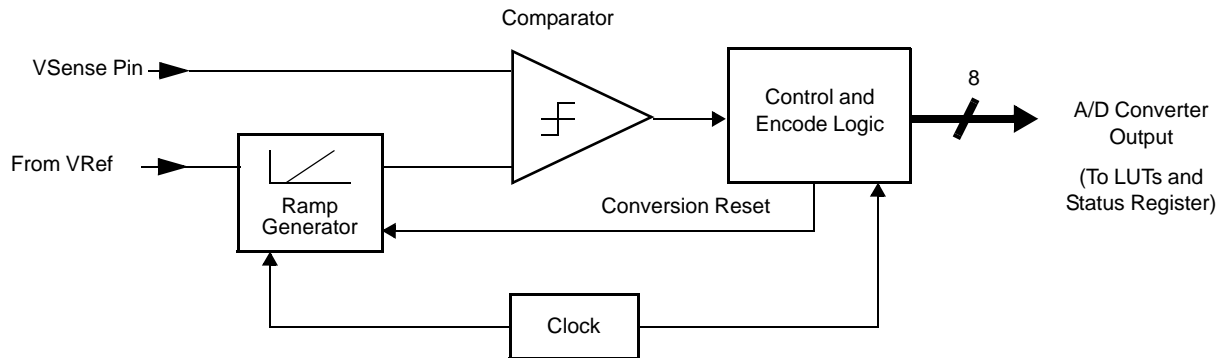 Comparator
VSense Pin
From VRef
Ramp
Generator
Control and
Encode Logic
8
A/D Converter
Output
(To LUTs and
Status Register)
Conversion Reset
Clock